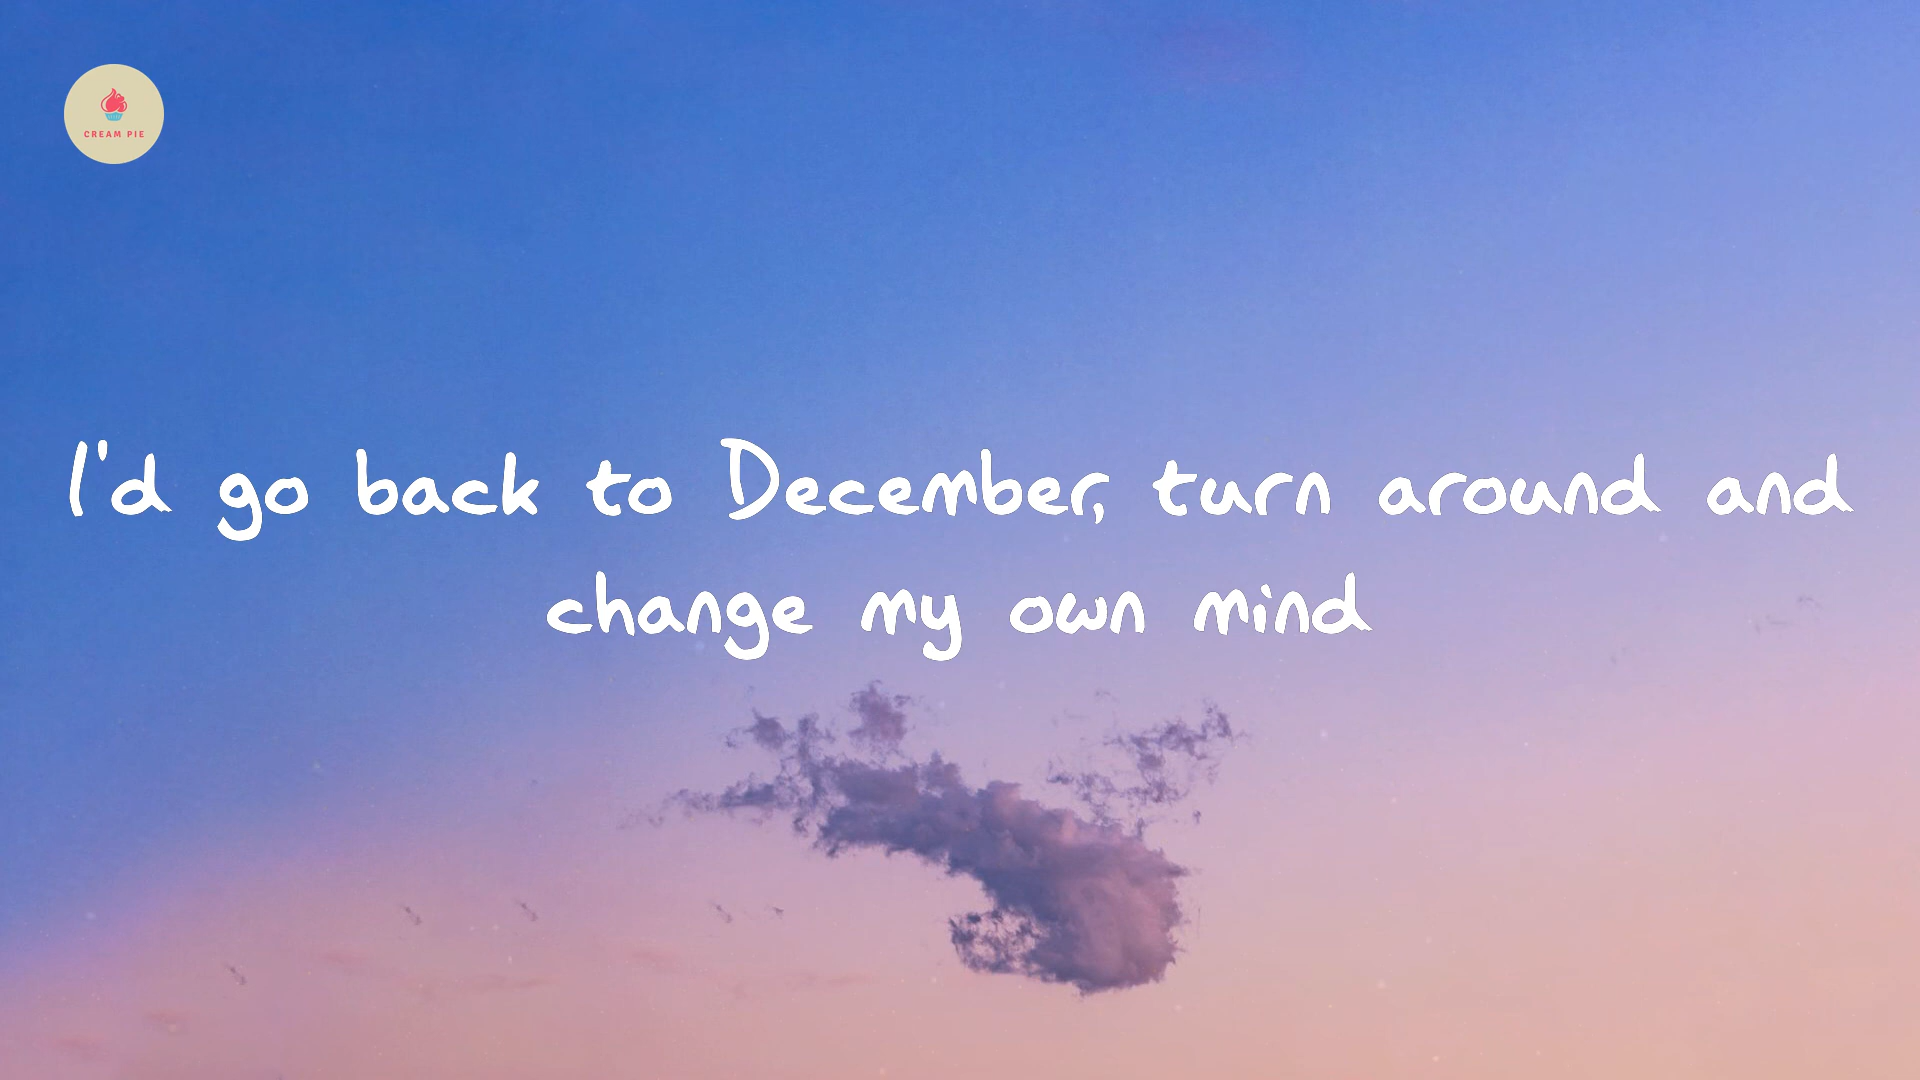 CREAM PIE
I'd go back to December, turn around and
change my own mind